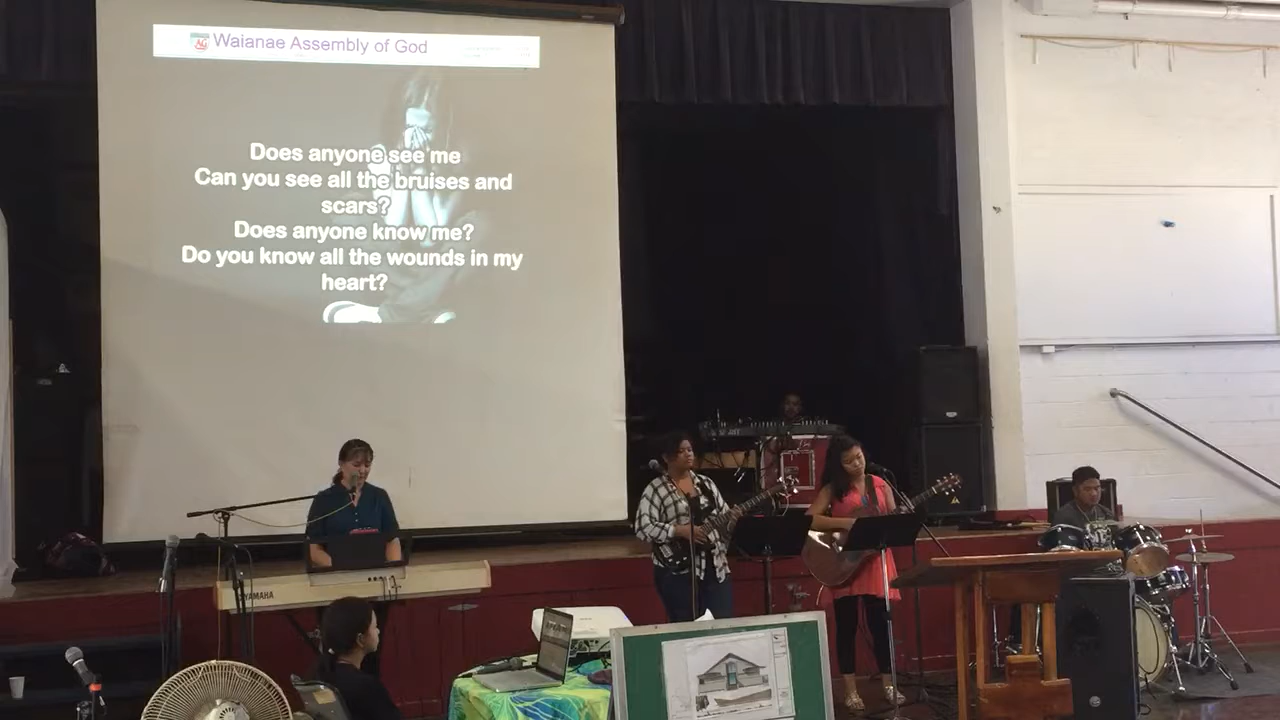 AG Waianae Assembly of God
Does anyone see me
Can you see all the bruises and
scars?
Does anyone know me?
Do you know all the wounds in my
heart?
YAMAHA